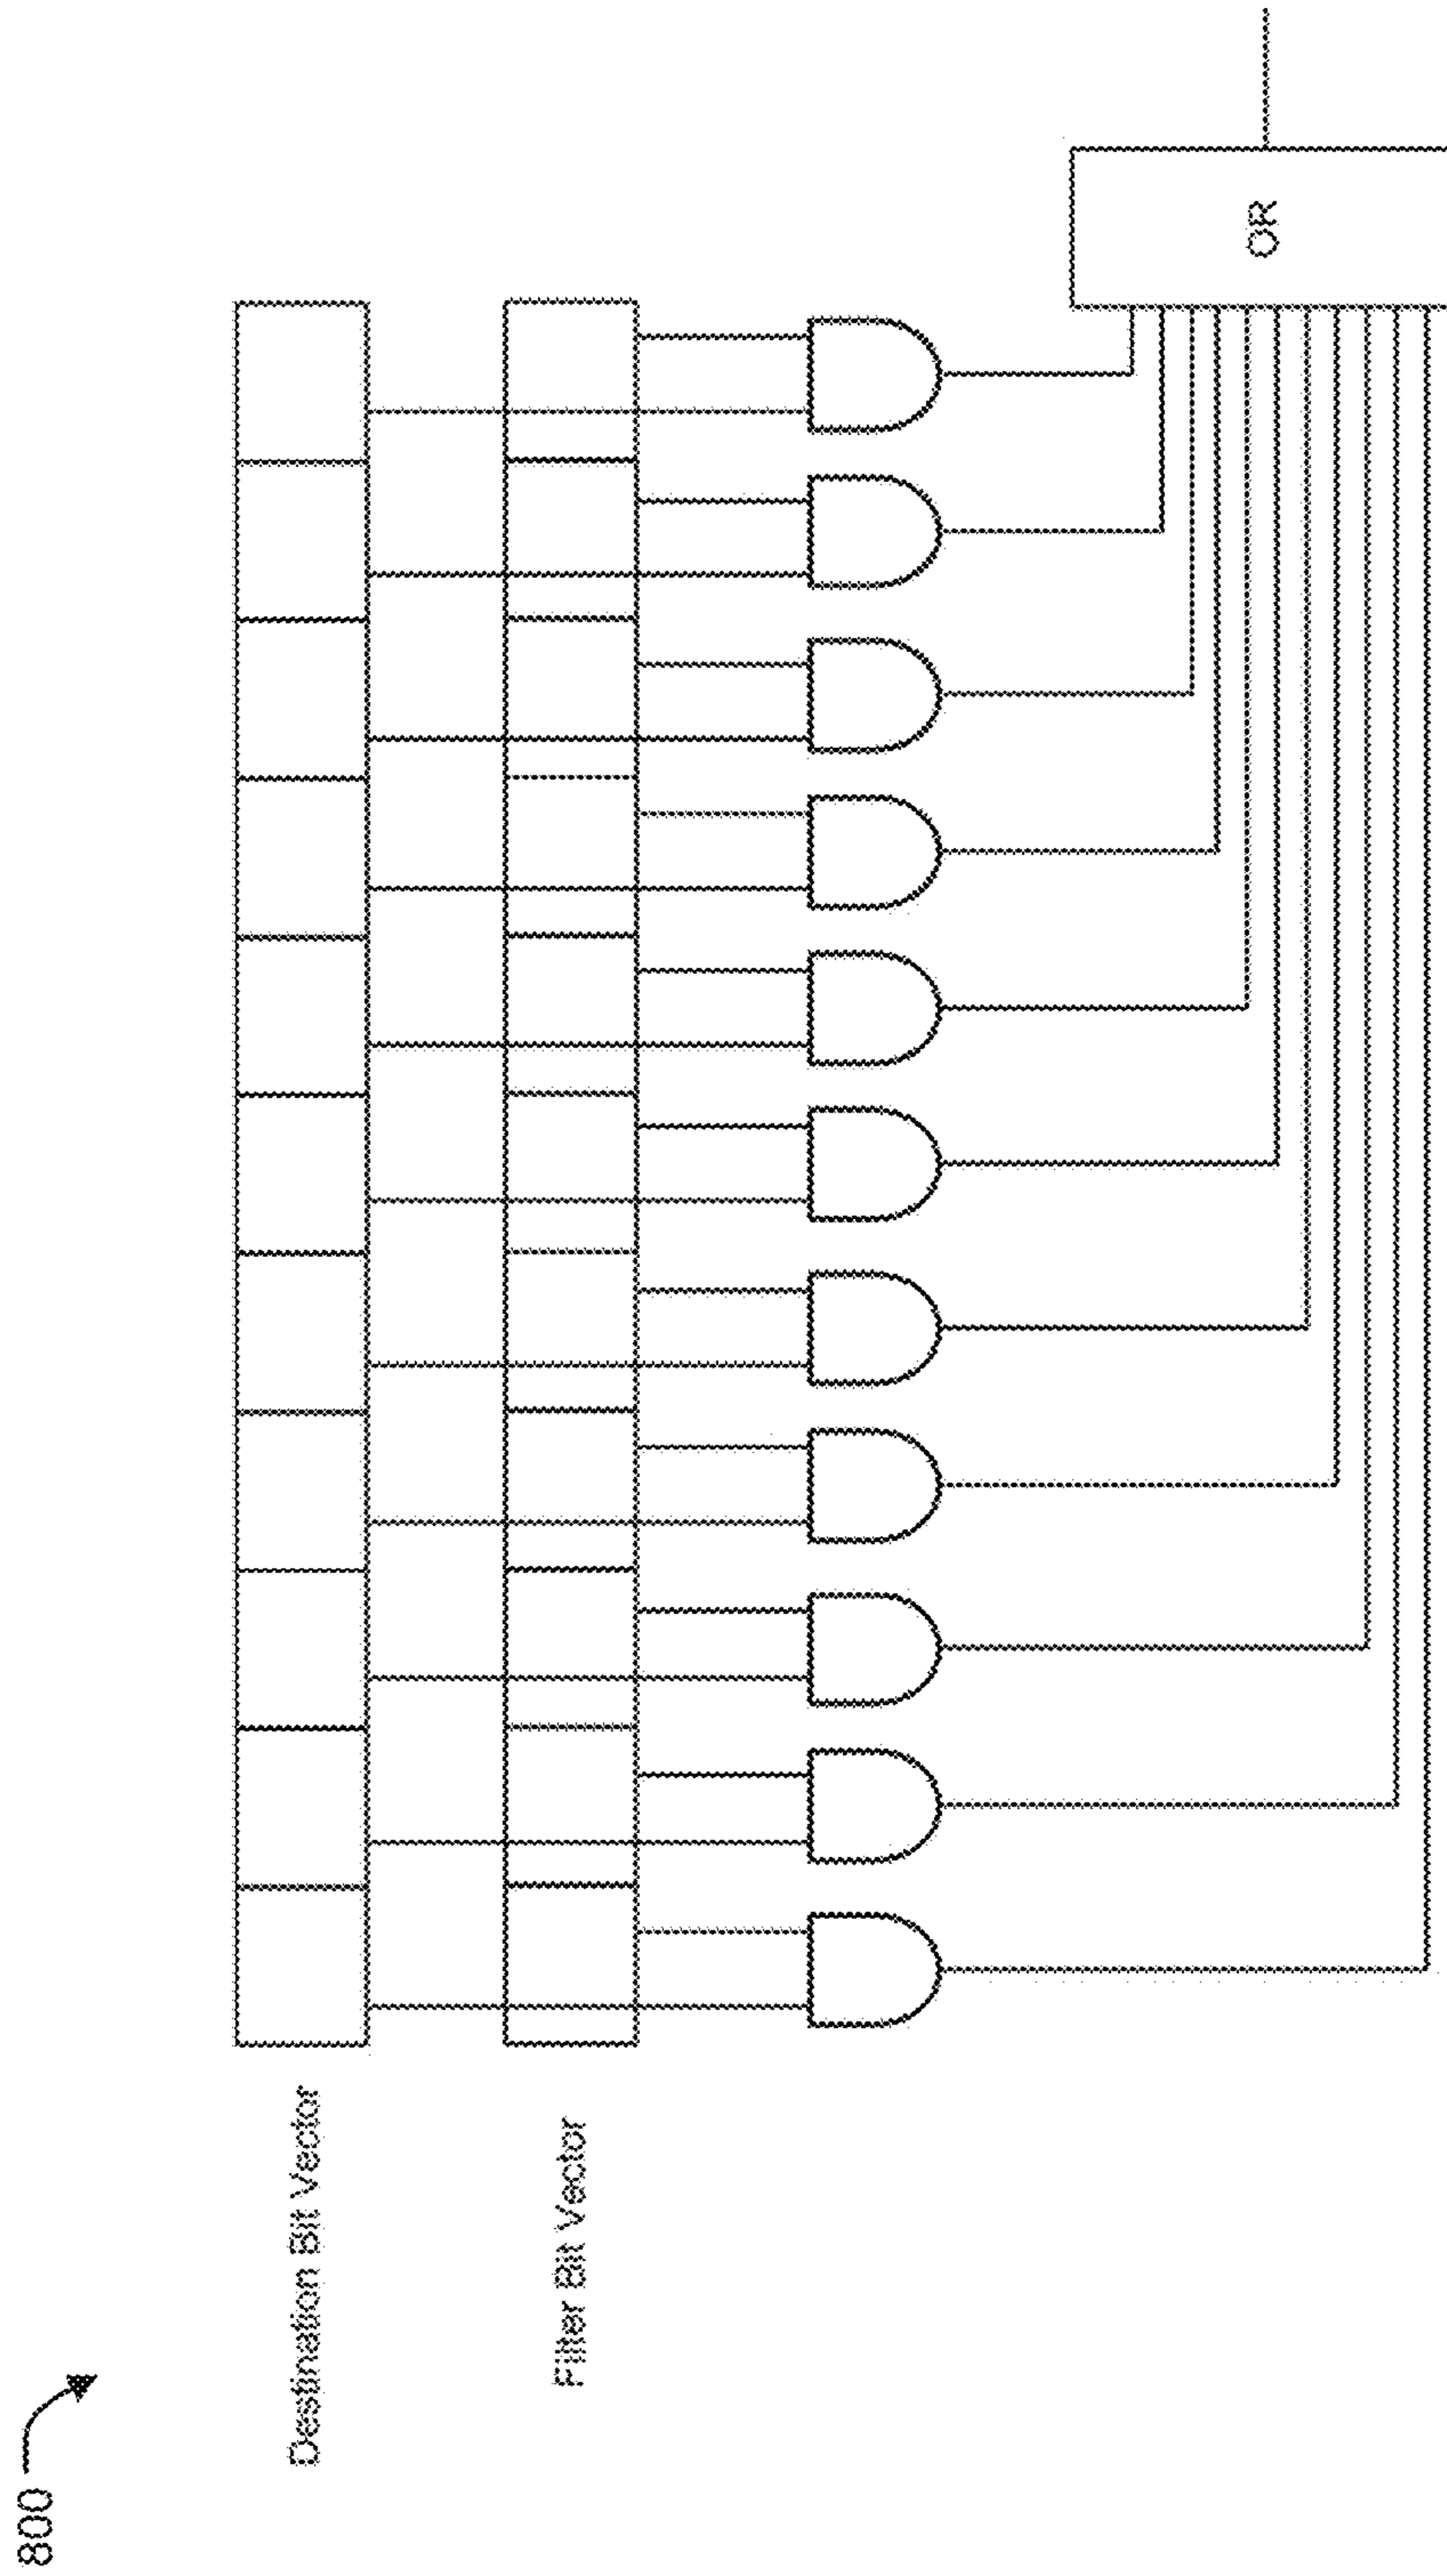 800
Destination Bit Vector
Filter Bit Vector
OR